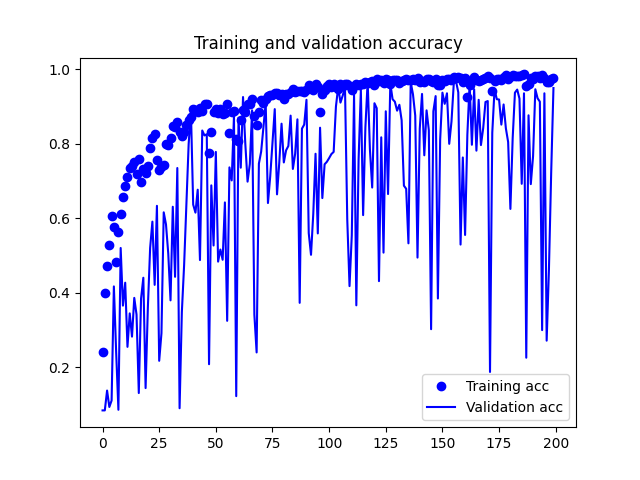 Training and validation accuracy
1.0
0.8
0.6
0.4
0.2
Training acc
Validation acc
0 25 50 75 100 125 150 175 200